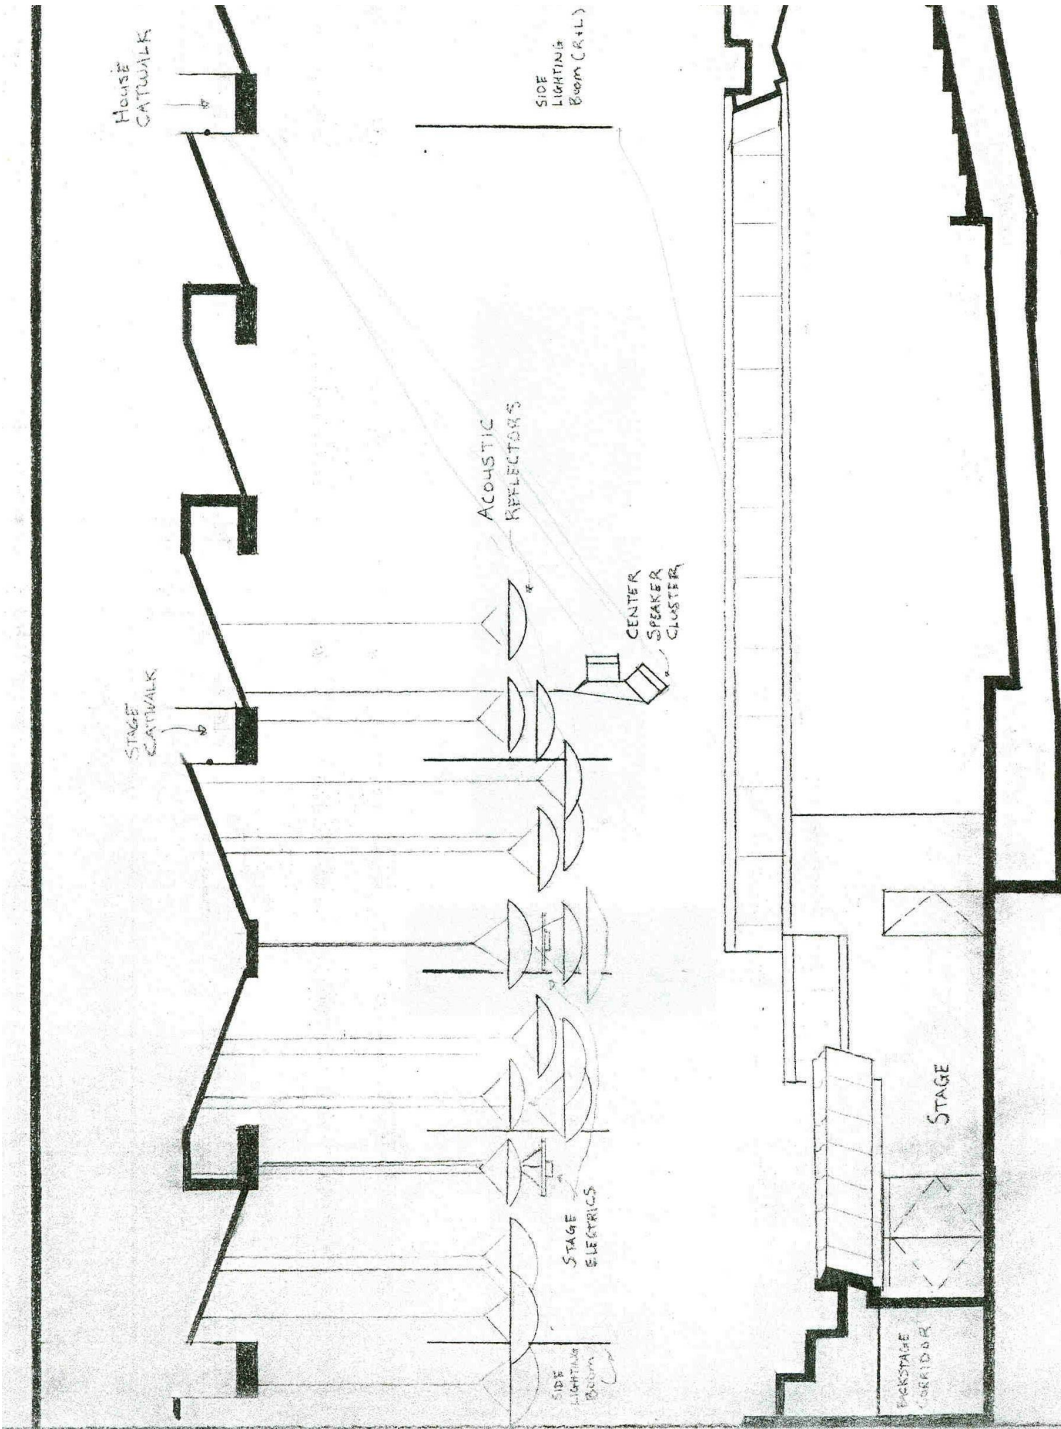 HOUSE
CATWALK
SIDE
LIGHTING
BOOM (R+L)
ACOUSTIC
REFLECTORS
CENTER
SPEAKER
CLUSTER
STAGE
CATWALK
STAGE
STAGE
ELECTRICS
SIDE
LIGHTING
BOOM
BACKSTAGE
CORRIDOR